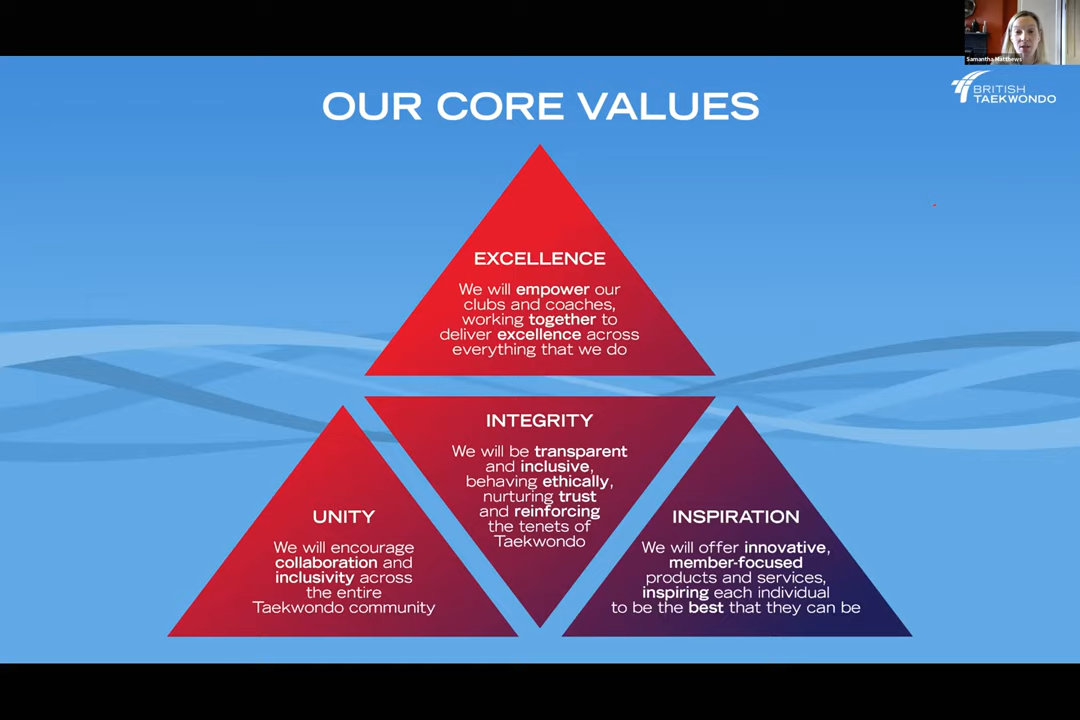 Samantha Matthews
BRITISH
TAEKWONDO
OUR CORE VALUES
EXCELLENCE
We will empower our
clubs and coaches,
working together to
deliver excellence across
everything that we do
INTEGRITY
We will be transparent
and inclusive,
behaving ethically,
nurturing trust
and reinforcing
the tenets of
Taekwondo
UNITY
We will encourage
collaboration and
inclusivity across
the entire
Taekwondo community
INSPIRATION
We will offer innovative,
member-focused
products and services,
inspiring each individual
to be the best that they can be